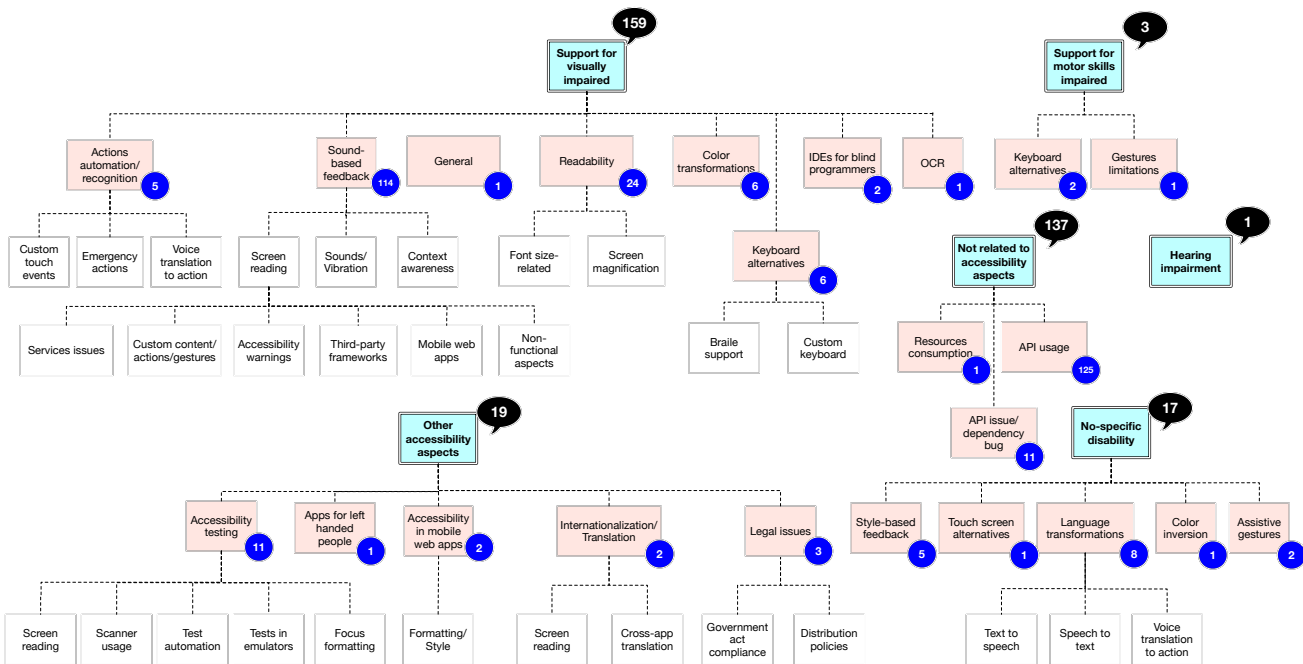 159
Support for
visually
impaired
3
Support for
motor skills
impaired
Actions
automation/
recognition
5
Sound-
based
feedback
114
General
1
Readability
24
Color
transformations
6
IDEs for blind
programmers
2
OCR
1
Keyboard
alternatives
2
Gestures
limitations
1
Custom
touch
events
Emergency
actions
Voice
translation
to action
Screen
reading
Sounds/
Vibration
Context
awareness
Font size-
related
Screen
magnification
Keyboard
alternatives
6
137
Not related to
accessibility
aspects
1
Hearing
impairment
Services issues
Custom content/
actions/gestures
Accessibility
warnings
Third-party
frameworks
Mobile web
apps
Non-
functional
aspects
Braile
support
Custom
keyboard
Resources
consumption
1
API usage
125
19
Other
accessibility
aspects
API issue/
dependency
bug
11
17
No-specific
disability
Accessibility
testing
11
Apps for left
handed
people
1
Accessibility
in mobile
web apps
2
Internationalization/
Translation
2
Legal issues
3
Style-based
feedback
5
Touch screen
alternatives
1
Language
transformations
8
Color
inversion
1
Assistive
gestures
2
Screen
reading
Scanner
usage
Test
automation
Tests in
emulators
Focus
formatting
Formatting/
Style
Screen
reading
Cross-app
translation
Government
act
compliance
Distribution
policies
Text to
speech
Speech to
text
Voice
translation
to action